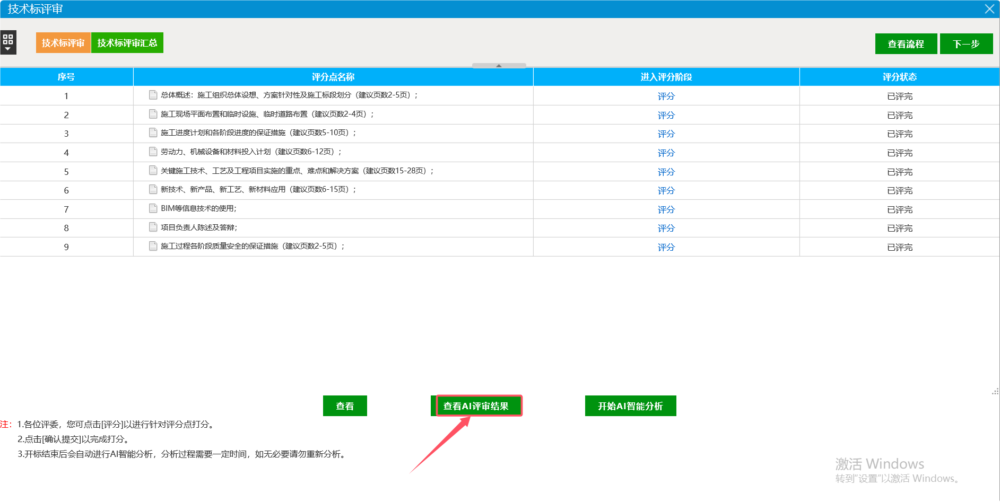 技术标评审
技术标评审 技术标评审汇总 查看流程 下一步
序号 评分点名称 进入评分阶段 评分状态
1 总体概述：施工组织总体设想、方案针对性及施工标段划分（建议页数2-5页）； 评分 已评完
2 施工现场平面布置和临时设施、临时道路布置（建议页数2-4页）； 评分 已评完
3 施工进度计划和各阶段进度的保证措施（建议页数5-10页）； 评分 已评完
4 劳动力、机械设备和材料投入计划（建议页数6-12页）； 评分 已评完
5 关键施工技术、工艺及工程项目实施的重点、难点和解决方案（建议页数15-28页）； 评分 已评完
6 新技术、新产品、新工艺、新材料应用（建议页数6-15页）； 评分 已评完
7 BIM等信息技术的使用； 评分 已评完
8 项目负责人陈述及答辩； 评分 已评完
9 施工过程各阶段质量安全的保证措施（建议页数2-5页）； 评分 已评完
查看 查看AI评审结果 开始AI智能分析
注：1.各位评委，您可点击[评分]以进行针对评分点打分。
2.点击[确认提交]以完成打分。
3.开标结束后会自动进行AI智能分析，分析过程需要一定时间，如无必要请勿重新分析。
激活 Windows
转到“设置”以激活 Windows。